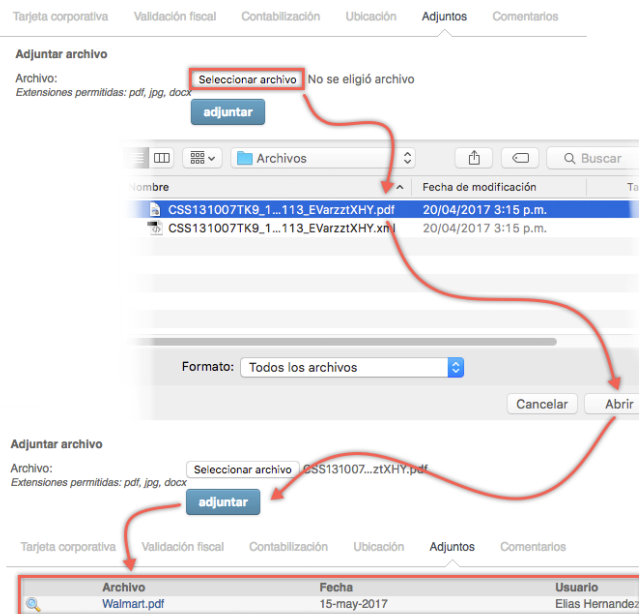 Tarjeta corporativa Validación fiscal Contabilización Ubicación Adjuntos Comentarios
Adjuntar archivo
Archivo: Seleccionar archivo No se eligió archivo
Extensiones permitidas: pdf, jpg, docx
adjuntar
Archivos Buscar
ombre Fecha de modificación Ta
CSS131007TK9_1...113_EVarzztXHY.pdf 20/04/2017 3:15 p.m.
CSS131007TK9_1...113_EVarzztXHY.xml 20/04/2017 3:15 p.m.
Formato: Todos los archivos
Cancelar Abrir
Adjuntar archivo
Archivo: Seleccionar archivo CSS131007...ztXHY.pdf
Extensiones permitidas: pdf, jpg, docx
adjuntar
Tarjeta corporativa Validación fiscal Contabilización Ubicación Adjuntos Comentarios
Archivo Fecha Usuario
Walmart.pdf 15-may-2017 Elias Hernandez